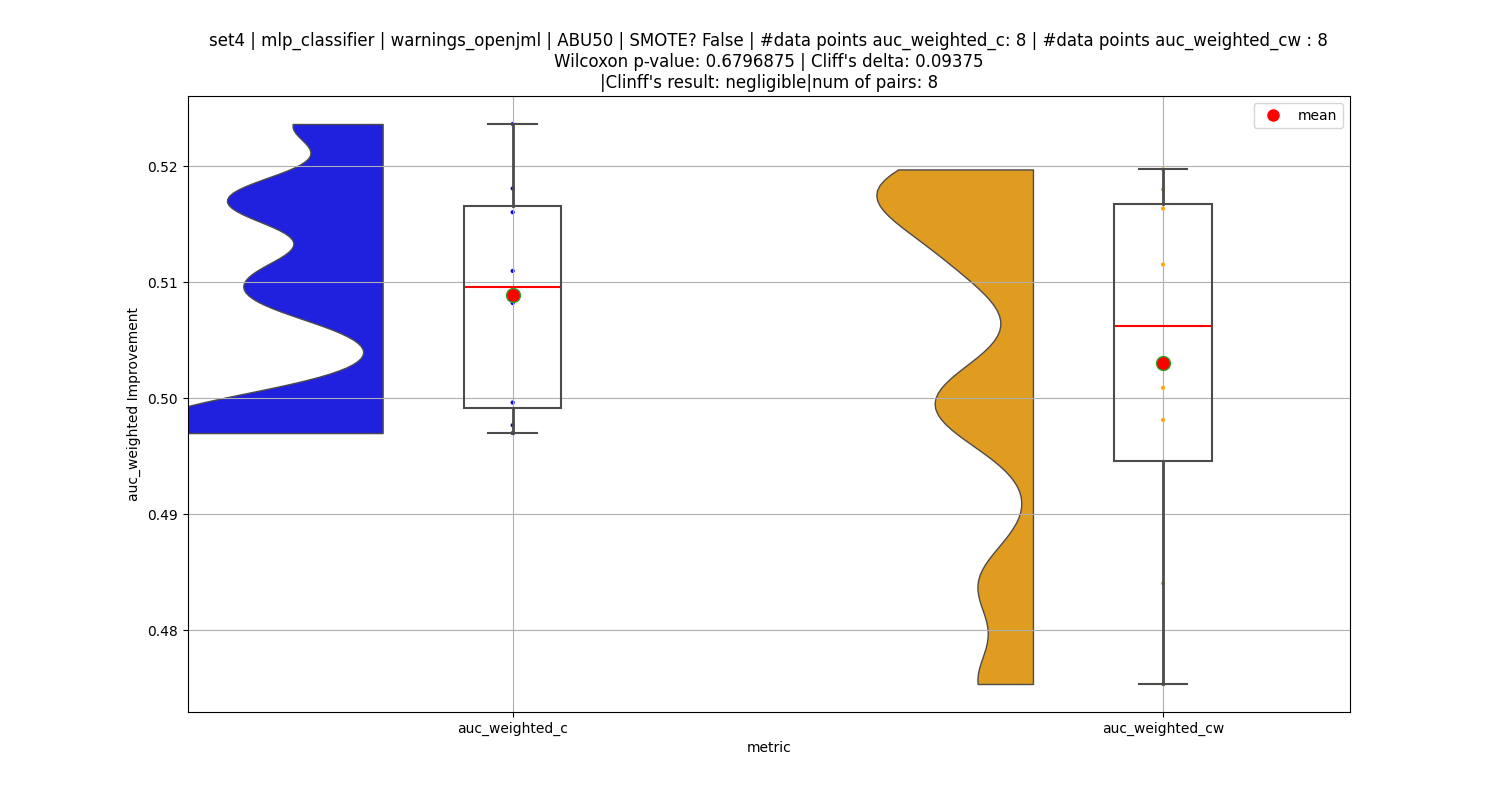 set4 | mlp_classifier | warnings_openjml | ABU50 | SMOTE? False | #data points auc_weighted_c: 8 | #data points auc_weighted_cw : 8
Wilcoxon p-value: 0.6796875 | Cliff's delta: 0.09375
|Clinff's result: negligible|num of pairs: 8
mean
0.52
0.51
0.50
0.49
0.48
auc_weighted Improvement
auc_weighted_c
auc_weighted_cw
metric